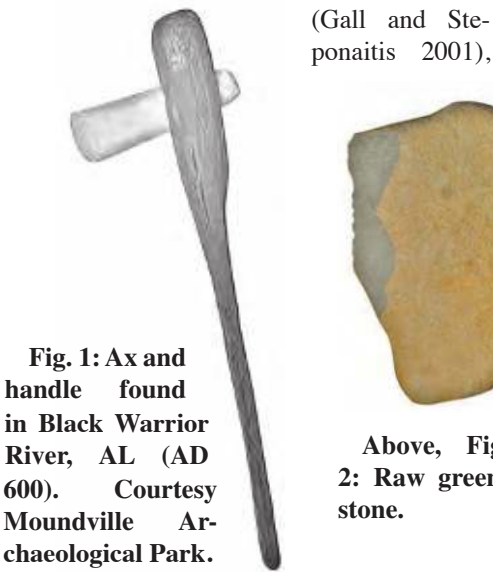 (Gall and Ste-
ponaitis 2001),
Fig. 1: Ax and
handle found
in Black Warrior
River, AL (AD
600). Courtesy
Moundville Ar-
chaeological Park.
Above, Fig
2: Raw green
stone.